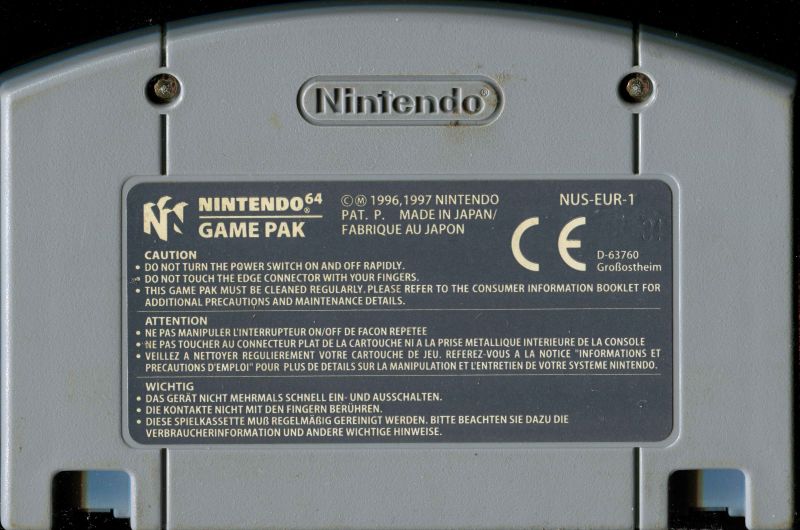 Nintendo®
NINTENDO⁶⁴®
GAME PAK
©Ⓜ 1996,1997 NINTENDO
PAT. P. MADE IN JAPAN/
FABRIQUE AU JAPON
NUS-EUR-1
CE
D-63760
Großostheim
CAUTION
• DO NOT TURN THE POWER SWITCH ON AND OFF RAPIDLY.
• DO NOT TOUCH THE EDGE CONNECTOR WITH YOUR FINGERS.
• THIS GAME PAK MUST BE CLEANED REGULARLY. PLEASE REFER TO THE CONSUMER INFORMATION BOOKLET FOR
ADDITIONAL PRECAUTIONS AND MAINTENANCE DETAILS.
ATTENTION
• NE PAS MANIPULER L'INTERRUPTEUR ON/OFF DE FACON REPETEE
• NE PAS TOUCHER AU CONNECTEUR PLAT DE LA CARTOUCHE NI A LA PRISE METALLIQUE INTERIEURE DE LA CONSOLE
• VEILLEZ A NETTOYER REGULIEREMENT VOTRE CARTOUCHE DE JEU. REFEREZ-VOUS A LA NOTICE "INFORMATIONS ET
PRECAUTIONS D'EMPLOI" POUR PLUS DE DETAILS SUR LA MANIPULATION ET L'ENTRETIEN DE VOTRE SYSTEME NINTENDO.
WICHTIG
• DAS GERÄT NICHT MEHRMALS SCHNELL EIN- UND AUSSCHALTEN.
• DIE KONTAKTE NICHT MIT DEN FINGERN BERÜHREN.
• DIESE SPIELKASSETTE MUß REGELMÄßIG GEREINIGT WERDEN. BITTE BEACHTEN SIE DAZU DIE
VERBRAUCHERINFORMATION UND ANDERE WICHTIGE HINWEISE.